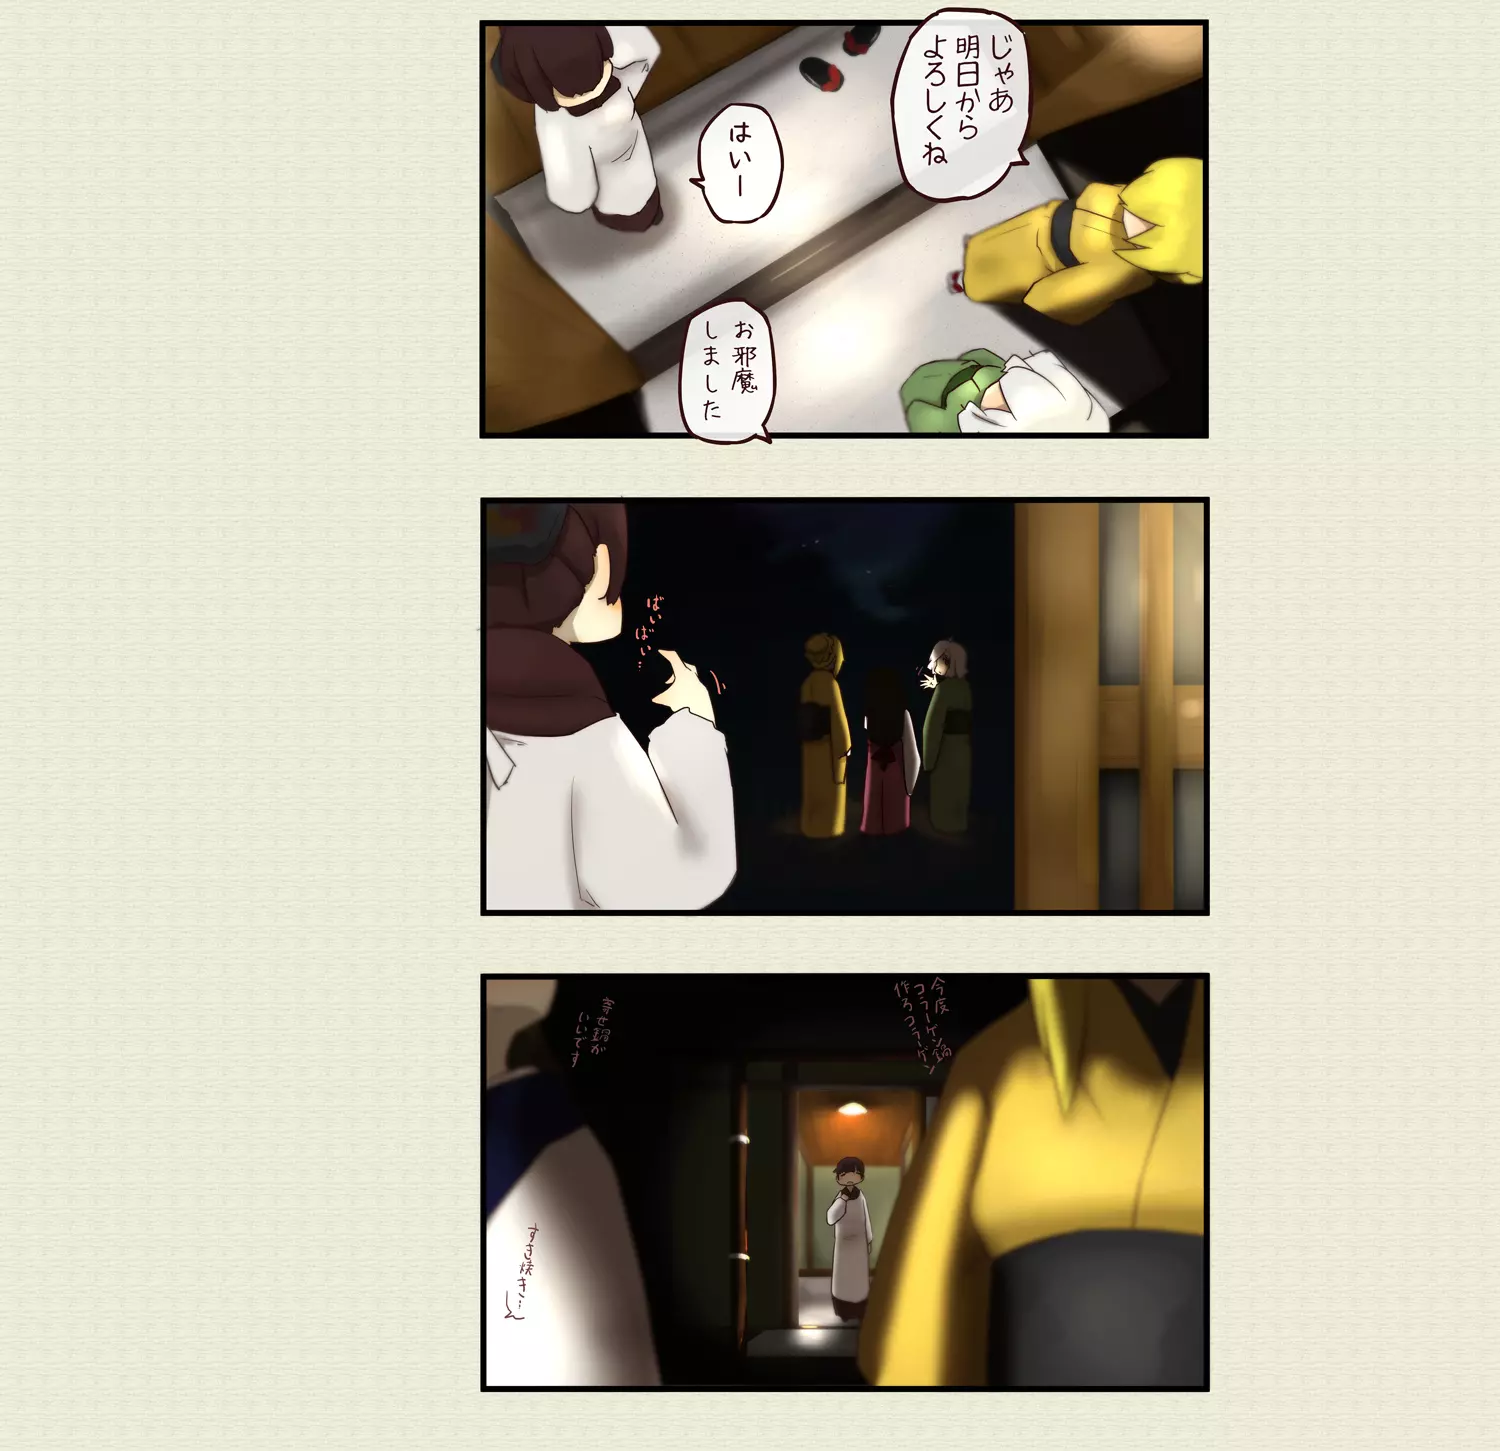 じゃあ
明日から
よろしくね
はいー
お邪魔
しました
ばいばい…
今度
コラーゲン鍋
作ろコラーゲン
寄せ鍋が
いいです
すき焼き…